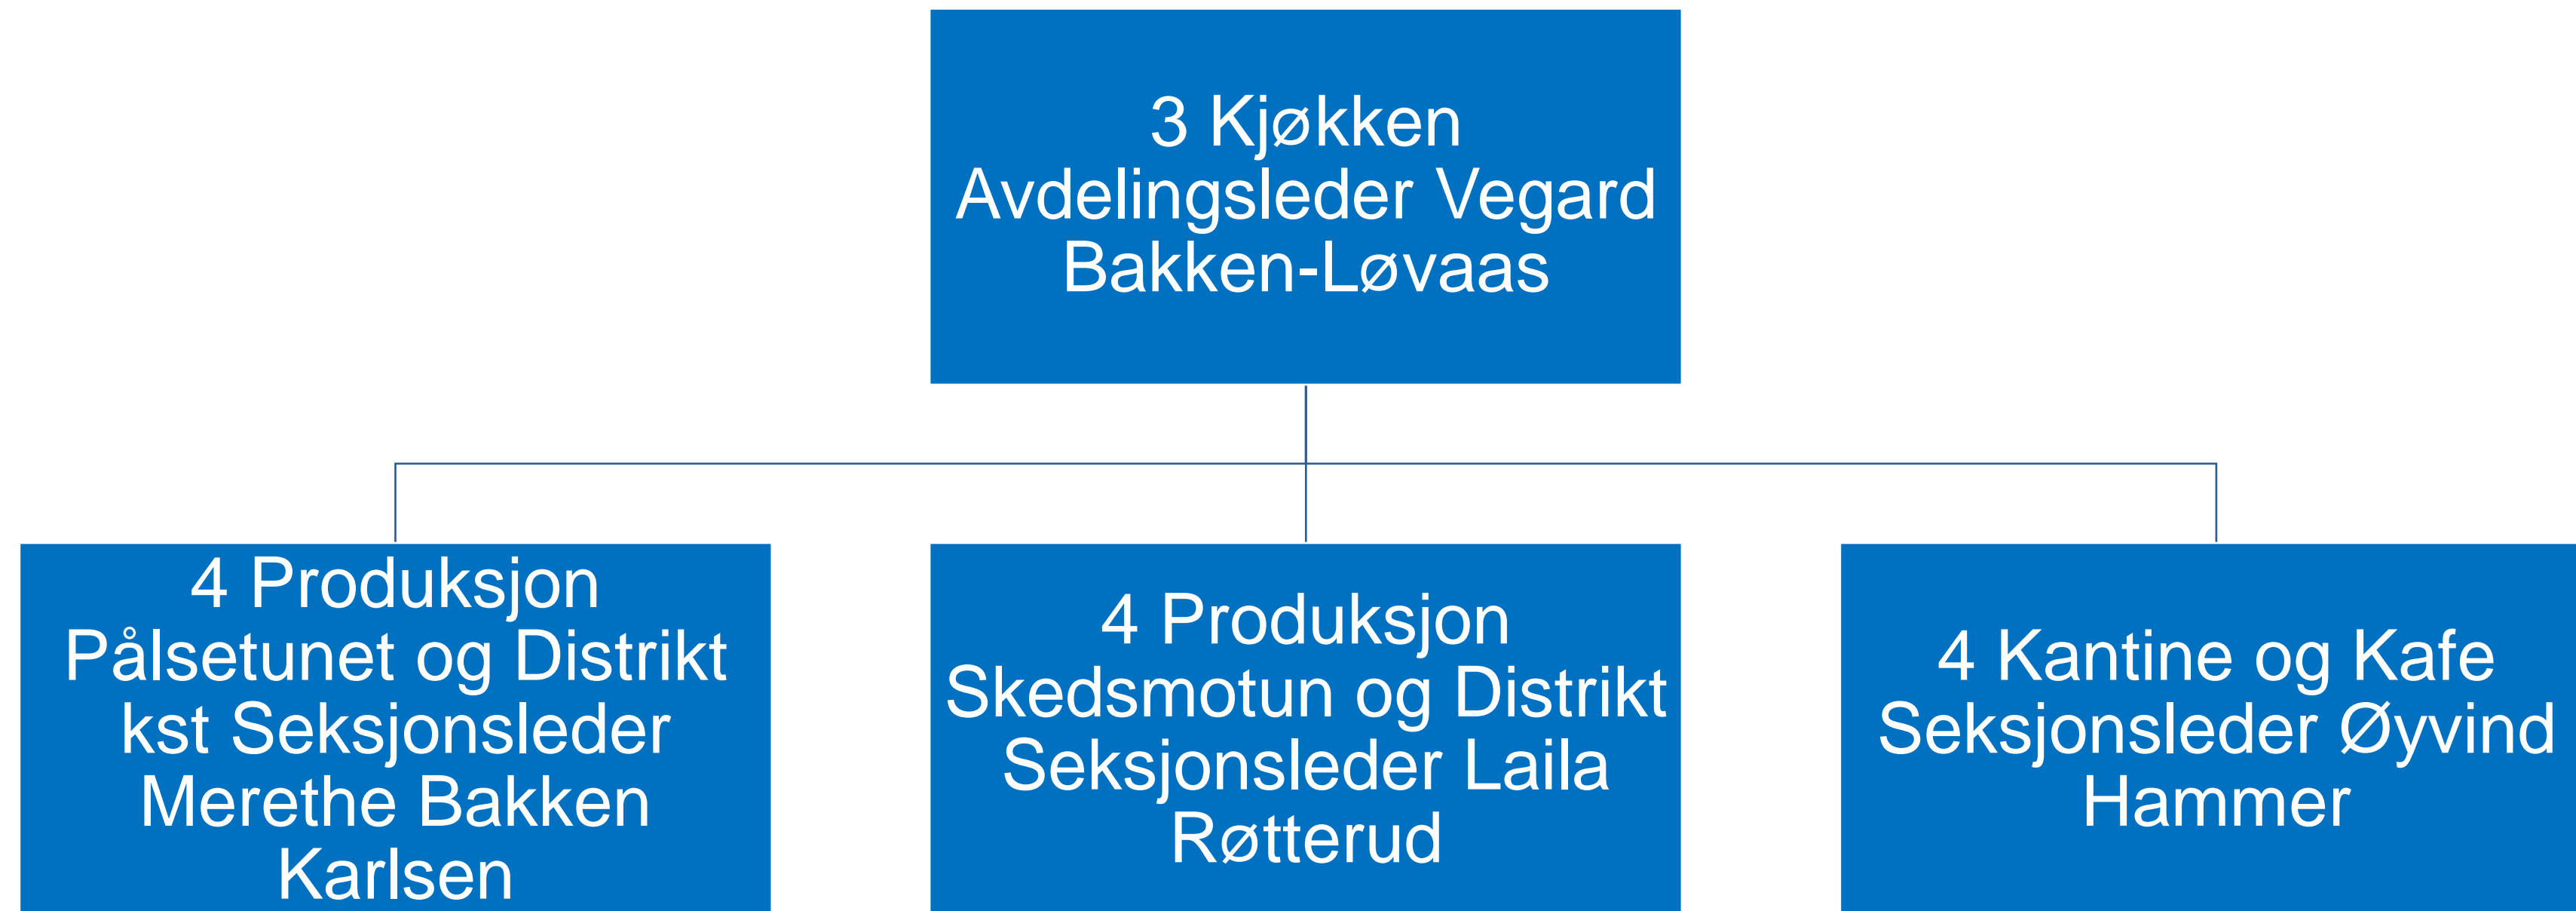 3 Kjøkken
Avdelingsleder Vegard
Bakken-Løvaas
4 Produksjon
Pålsetunet og Distrikt
kst Seksjonsleder
Merethe Bakken
Karlsen
4 Produksjon
Skedsmotun og Distrikt
Seksjonsleder Laila
Røtterud
4 Kantine og Kafe
Seksjonsleder Øyvind
Hammer